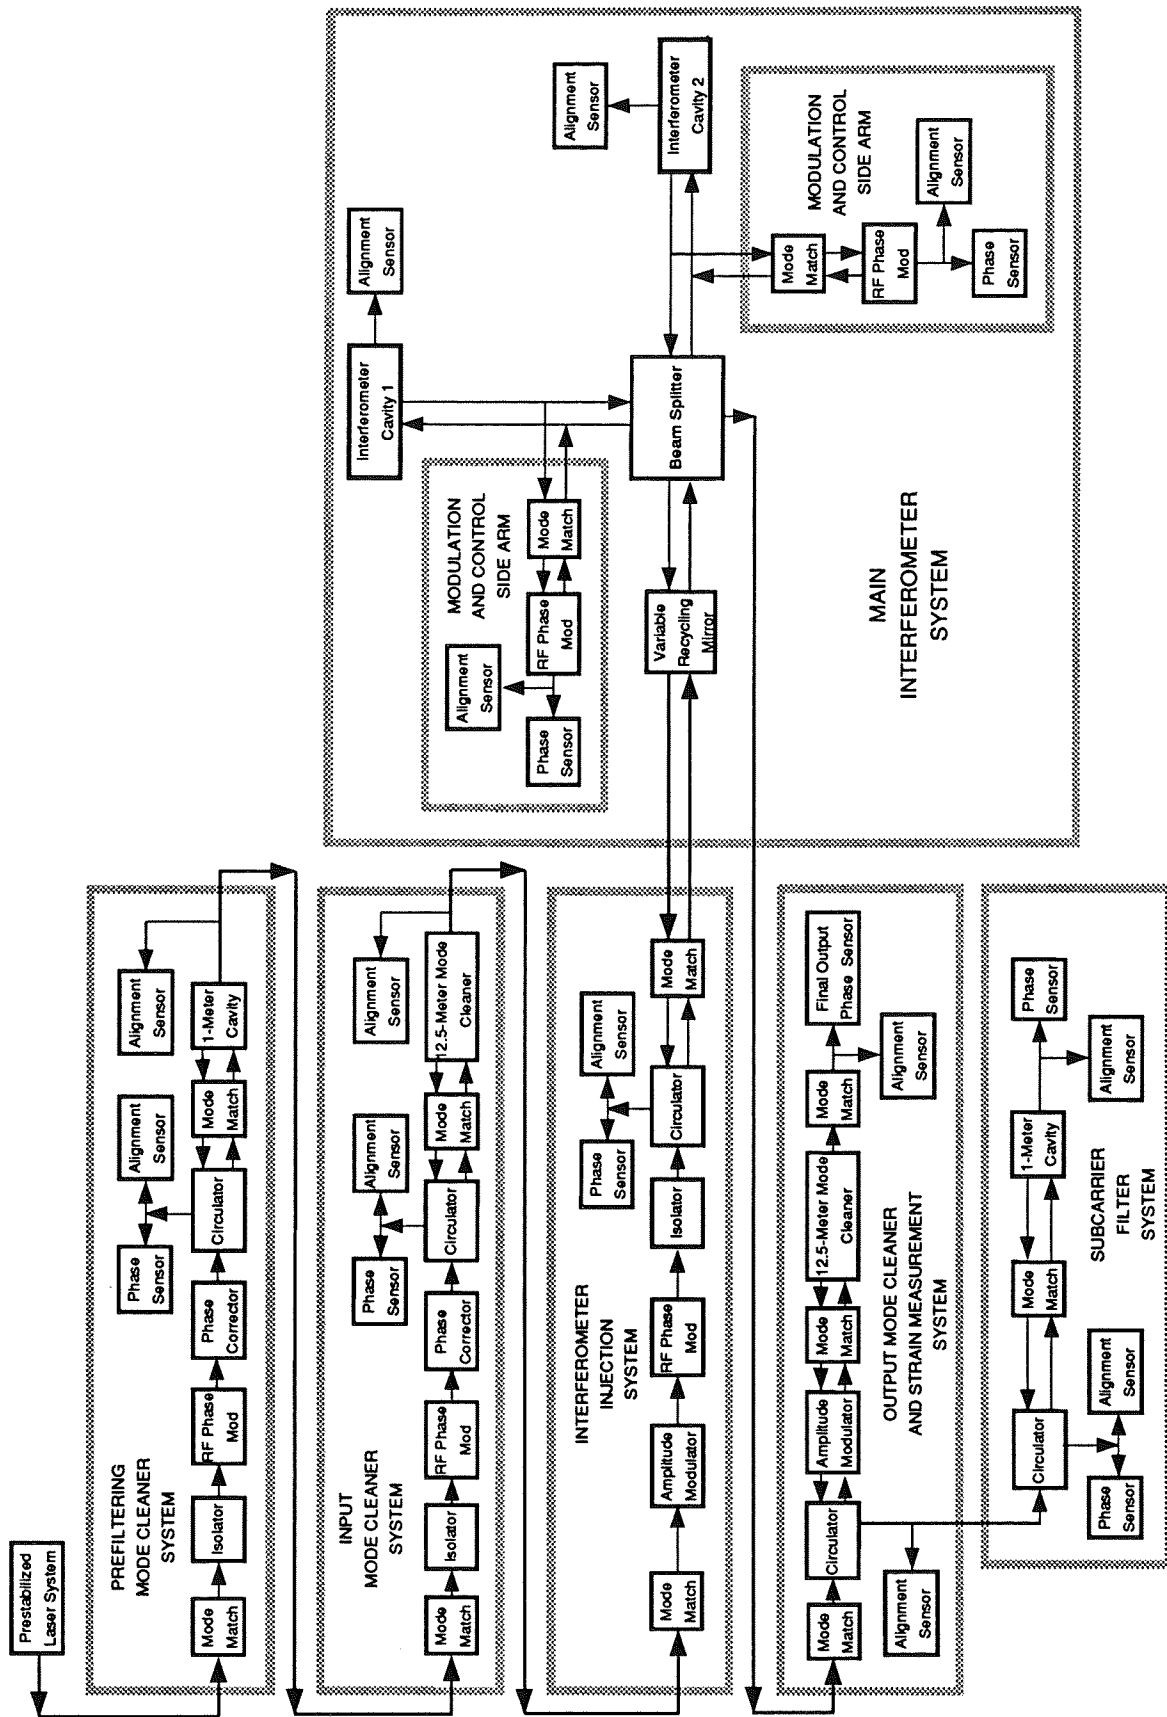 Prestabilized
Laser System
PREFILTERING
MODE CLEANER
SYSTEM
Mode
Match
Isolator
RF Phase
Mod
Phase
Corrector
Circulator
Phase
Sensor
Alignment
Sensor
Mode
Match
1-Meter
Cavity
Alignment
Sensor
INPUT
MODE CLEANER
SYSTEM
Mode
Match
Isolator
RF Phase
Mod
Phase
Corrector
Circulator
Phase
Sensor
Alignment
Sensor
Mode
Match
12.5-Meter Mode
Cleaner
Alignment
Sensor
INTERFEROMETER
INJECTION
SYSTEM
Mode
Match
Amplitude
Modulator
RF Phase
Mod
Isolator
Circulator
Phase
Sensor
Alignment
Sensor
Mode
Match
OUTPUT MODE CLEANER
AND STRAIN MEASUREMENT
SYSTEM
Mode
Match
Circulator
Alignment
Sensor
Amplitude
Modulator
Mode
Match
12.5-Meter Mode
Cleaner
Mode
Match
Final Output
Phase Sensor
Alignment
Sensor
SUBCARRIER
FILTER
SYSTEM
Circulator
Phase
Sensor
Alignment
Sensor
Mode
Match
1-Meter
Cavity
Phase
Sensor
Alignment
Sensor
MAIN
INTERFEROMETER
SYSTEM
Variable
Recycling
Mirror
Beam Splitter
MODULATION
AND CONTROL
SIDE ARM
Alignment
Sensor
Phase
Sensor
RF Phase
Mod
Mode
Match
Interferometer
Cavity 1
Alignment
Sensor
Interferometer
Cavity 2
Alignment
Sensor
MODULATION
AND CONTROL
SIDE ARM
Mode
Match
RF Phase
Mod
Alignment
Sensor
Phase
Sensor